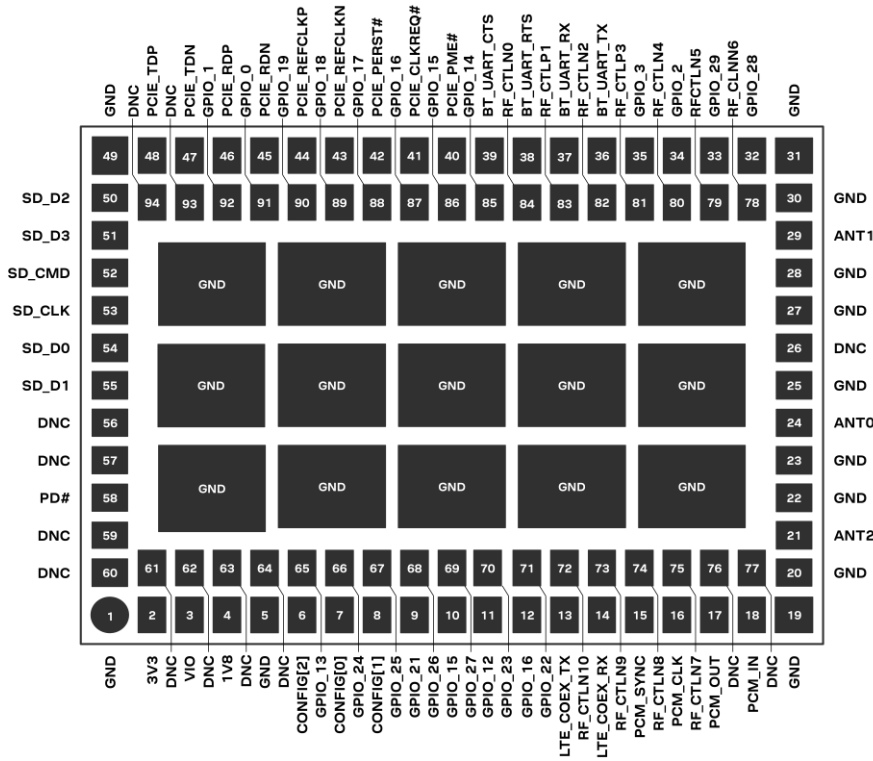 GND
DNC
PCIE_TDP
DNC
PCIE_TDN
GPIO_1
PCIE_RDP
GPIO_0
PCIE_RDN
GPIO_19
PCIE_REFCLKP
GPIO_18
PCIE_REFCLKN
GPIO_17
PCIE_PERST#
GPIO_16
PCIE_CLKREQ#
GPIO_15
PCIE_PME#
GPIO_14
BT_UART_CTS
RF_CTLN0
BT_UART_RTS
RF_CTLP1
BT_UART_RX
RF_CTLN2
BT_UART_TX
RF_CTLP3
GPIO_3
RF_CTLN4
GPIO_2
RFCTLN5
GPIO_29
RF_CLNN6
GPIO_28
GND
49 48 47 46 45 44 43 42 41 40 39 38 37 36 35 34 33 32 31
SD_D2 50 94 93 92 91 90 89 88 87 86 85 84 83 82 81 80 79 78 30 GND
SD_D3 51 29 ANT1
SD_CMD 52 GND GND GND GND GND 28 GND
SD_CLK 53 27 GND
SD_D0 54 26 DNC
SD_D1 55 GND GND GND GND GND 25 GND
DNC 56 24 ANT0
DNC 57 23 GND
PD# 58 GND GND GND GND GND 22 GND
DNC 59 21 ANT2
DNC 60 61 62 63 64 65 66 67 68 69 70 71 72 73 74 75 76 77 20 GND
1 2 3 4 5 6 7 8 9 10 11 12 13 14 15 16 17 18 19
GND
3V3
DNC
VIO
DNC
1V8
DNC
GND
DNC
CONFIG[2]
GPIO_13
CONFIG[0]
GPIO_24
CONFIG[1]
GPIO_25
GPIO_21
GPIO_26
GPIO_15
GPIO_27
GPIO_12
GPIO_23
GPIO_16
GPIO_22
LTE_COEX_TX
RF_CTLN10
LTE_COEX_RX
RF_CTLN9
PCM_SYNC
RF_CTLN8
PCM_CLK
RF_CTLN7
PCM_OUT
DNC
PCM_IN
DNC
GND